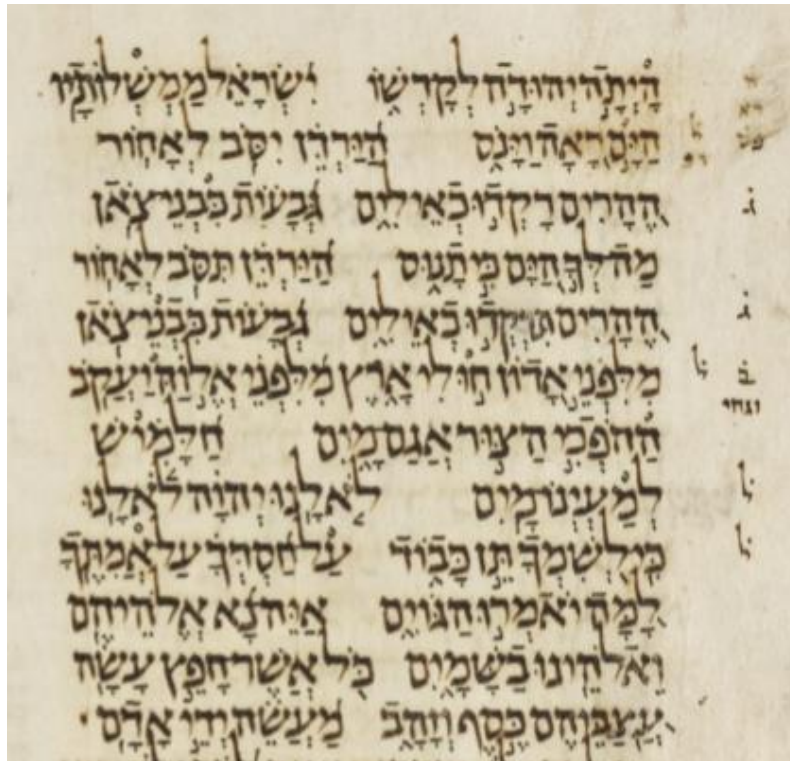 הָיְתָה יְהוּדָה לְקָדְשׁוֹ יִשְׂרָאֵל מַמְשְׁלוֹתָיו
הַיָּם רָאָה וַיָּנֹס הַיַּרְדֵּן יִסֹּב לְאָחוֹר
הֶהָרִים רָקְדוּ כְאֵילִים גְּבָעוֹת כִּבְנֵי צֹאן ג
מַה לְּךָ הַיָּם כִּי תָנוּס הַיַּרְדֵּן תִּסֹּב לְאָחוֹר
הֶהָרִים תִּרְקְדוּ כְאֵילִים גְּבָעוֹת כִּבְנֵי צֹאן ג
מִלִּפְנֵי אָדוֹן חוּלִי אָרֶץ מִלִּפְנֵי אֱלוֹהַּ יַעֲקֹב ל ב
הַהֹפְכִי הַצּוּר אֲגַם מָיִם חַלָּמִישׁ
לְמַעְיְנוֹ מָיִם לֹא לָנוּ יְהוָה לֹא לָנוּ ל
כִּי לְשִׁמְךָ תֵּן כָּבוֹד עַל חַסְדְּךָ עַל אֲמִתֶּךָ ל
לָמָּה יֹאמְרוּ הַגּוֹיִם אַיֵּה נָא אֱלֹהֵיהֶם
וֵאלֹהֵינוּ בַשָּׁמָיִם כֹּל אֲשֶׁר חָפֵץ עָשָׂה
עֲצַבֵּיהֶם כֶּסֶף וְזָהָב מַעֲשֵׂה יְדֵי אָדָם